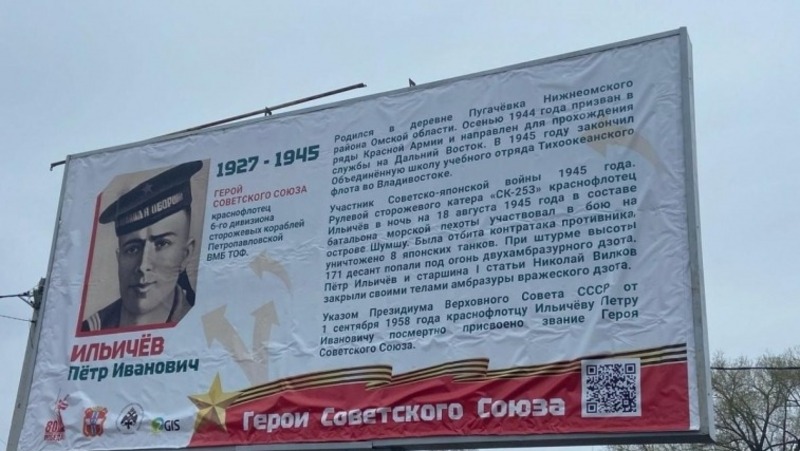 1927 - 1945
ГЕРОЙ
СОВЕТСКОГО СОЮЗА
краснофлотец
6-го дивизиона
сторожевых кораблей
Петропавловской
ВМБ ТОФ.
ИЛЬИЧЁВ
Пётр Иванович
Родился в деревне Пугачёвка Нижнеомского
района Омской области. Осенью 1944 года призван в
ряды Красной Армии и направлен для прохождения
службы на Дальний Восток. В 1945 году закончил
Объединённую школу учебного отряда Тихоокеанского
флота во Владивостоке.
Участник Советско-японской войны 1945 года.
Рулевой сторожевого катера «СК-253» краснофлотец
Ильичёв в ночь на 18 августа 1945 года в составе
батальона морской пехоты участвовал в бою на
острове Шумшу. Была отбита контратака противника,
уничтожено 8 японских танков. При штурме высоты
171 десант попали под огонь двухамбразурного дзота.
Пётр Ильичёв и старшина I статьи Николай Вилков
закрыли своими телами амбразуры вражеского дзота.
Указом Президиума Верховного Совета СССР от
1 сентября 1958 года краснофлотцу Ильичёву Петру
Ивановичу посмертно присвоено звание Героя
Советского Союза.
80
2GIS
Герои Советского Союза